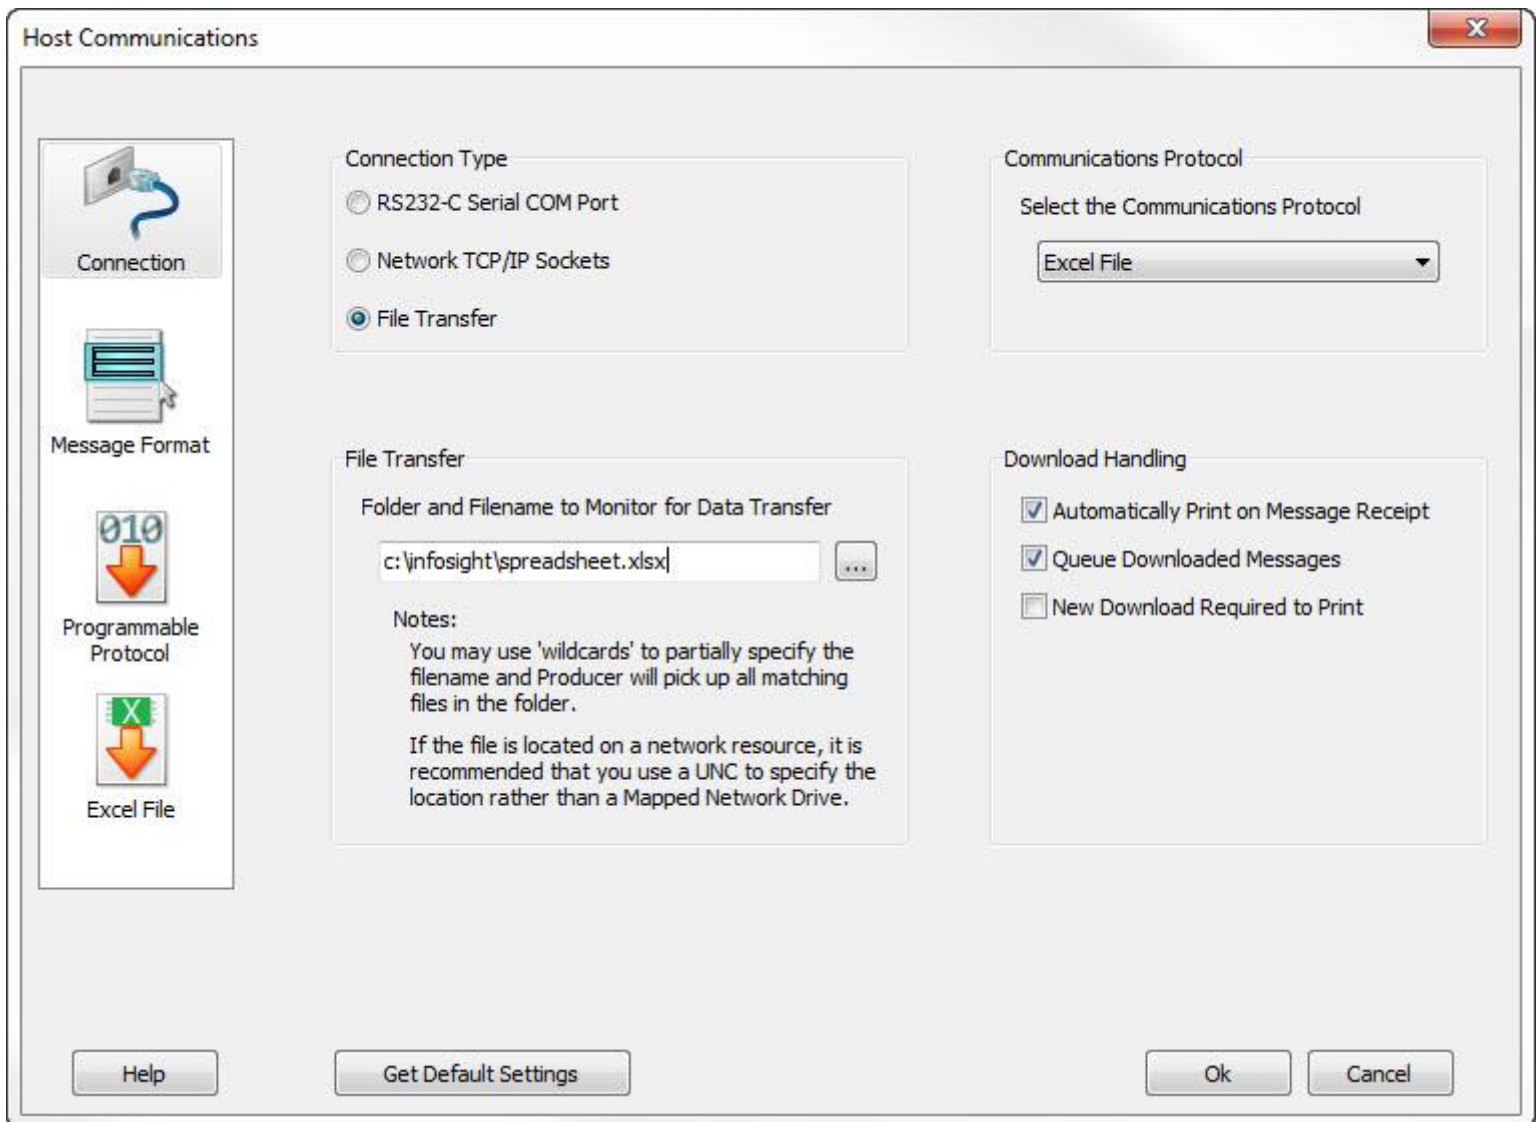 Host Communications
Connection
Message Format
010
Programmable
Protocol
X
Excel File
Connection Type
RS232-C Serial COM Port
Network TCP/IP Sockets
File Transfer
Communications Protocol
Select the Communications Protocol
Excel File
File Transfer
Folder and Filename to Monitor for Data Transfer
c:\infosight\spreadsheet.xlsx
...
Notes:
You may use 'wildcards' to partially specify the
filename and Producer will pick up all matching
files in the folder.
If the file is located on a network resource, it is
recommended that you use a UNC to specify the
location rather than a Mapped Network Drive.
Download Handling
Automatically Print on Message Receipt
Queue Downloaded Messages
New Download Required to Print
Help
Get Default Settings
Ok
Cancel